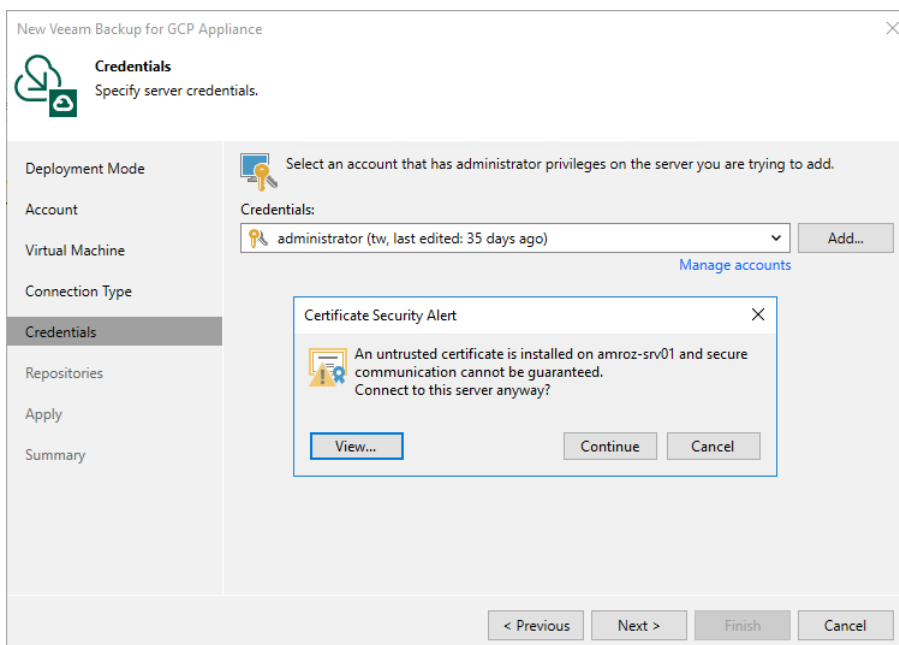 New Veeam Backup for GCP Appliance
Credentials
Specify server credentials.
Deployment Mode
Account
Virtual Machine
Connection Type
Credentials
Repositories
Apply
Summary
Select an account that has administrator privileges on the server you are trying to add.
Credentials:
administrator (tw, last edited: 35 days ago)
Add...
Manage accounts
Certificate Security Alert
An untrusted certificate is installed on amroz-srv01 and secure
communication cannot be guaranteed.
Connect to this server anyway?
View...
Continue
Cancel
< Previous
Next >
Finish
Cancel